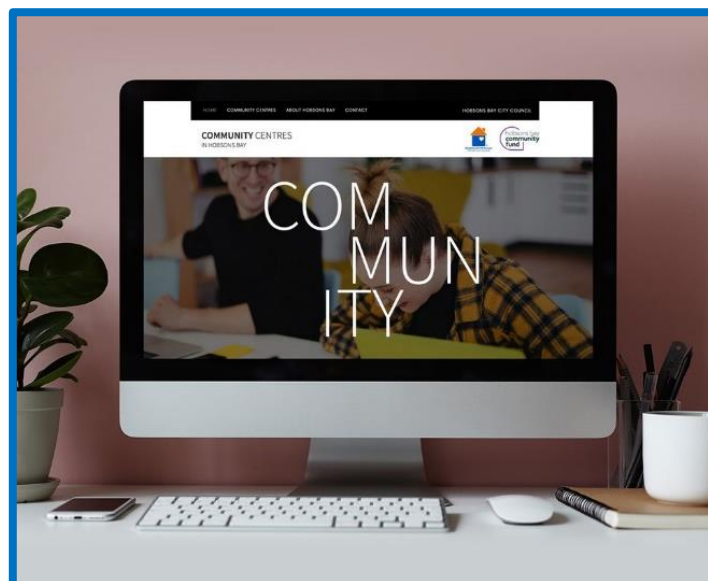 HOME COMMUNITY CENTRES ABOUT HOBSONS BAY CONTACT HOBSONS BAY CITY COUNCIL
COMMUNITY CENTRES
IN HOBSONS BAY
hobsons bay
community
fund
COM
MUN
ITY